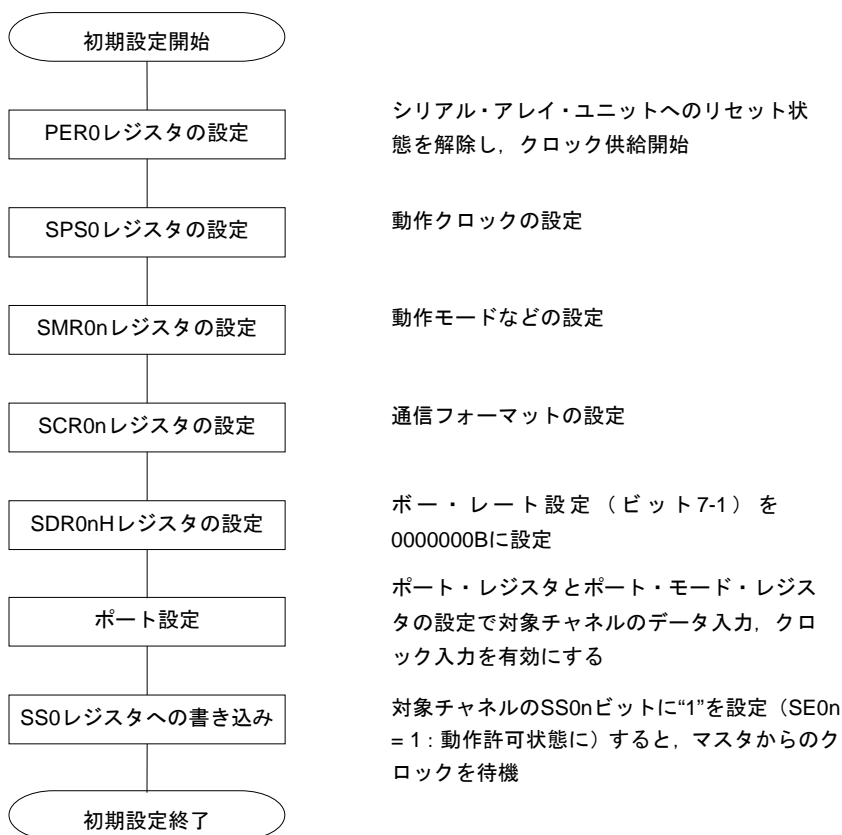 初期設定開始
PER0レジスタの設定
シリアル・アレイ・ユニットへのリセット状
態を解除し，クロック供給開始
SPS0レジスタの設定
動作クロックの設定
SMR0nレジスタの設定
動作モードなどの設定
SCR0nレジスタの設定
通信フォーマットの設定
SDR0nHレジスタの設定
ボー・レート設定（ビット7-1）を
0000000Bに設定
ポート設定
ポート・レジスタとポート・モード・レジス
タの設定で対象チャネルのデータ入力，クロ
ック入力を有効にする
SS0レジスタへの書き込み
対象チャネルのSS0nビットに“1”を設定（SE0n
= 1：動作許可状態に）すると，マスタからのク
ロックを待機
初期設定終了